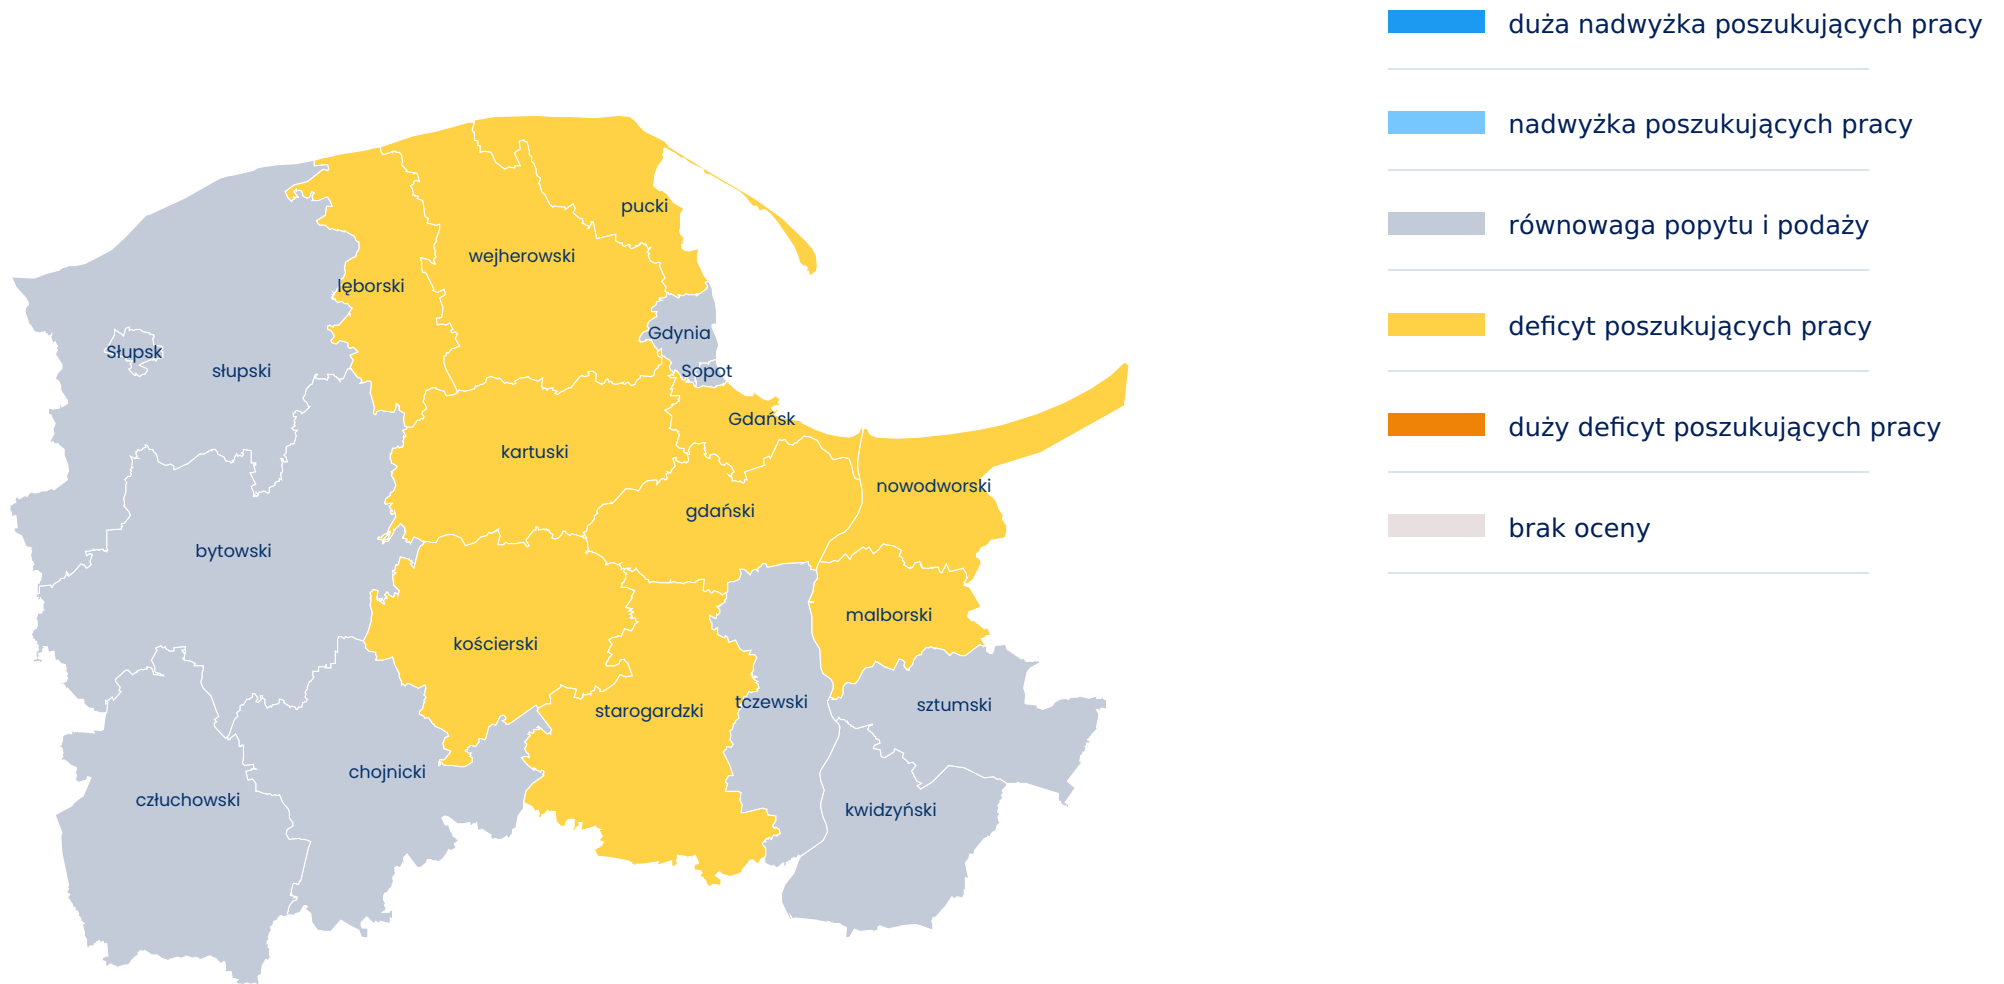 duża nadwyżka poszukujących pracy
nadwyżka poszukujących pracy
równowaga popytu i podaży
deficyt poszukujących pracy
duży deficyt poszukujących pracy
brak oceny
pucki
wejherowski
lęborski
Gdynia
Słupsk
słupski
Sopot
Gdańsk
kartuski
nowodworski
gdański
bytowski
malborski
kościerski
tczewski
sztumski
starogardzki
chojnicki
człuchowski
kwidzyński